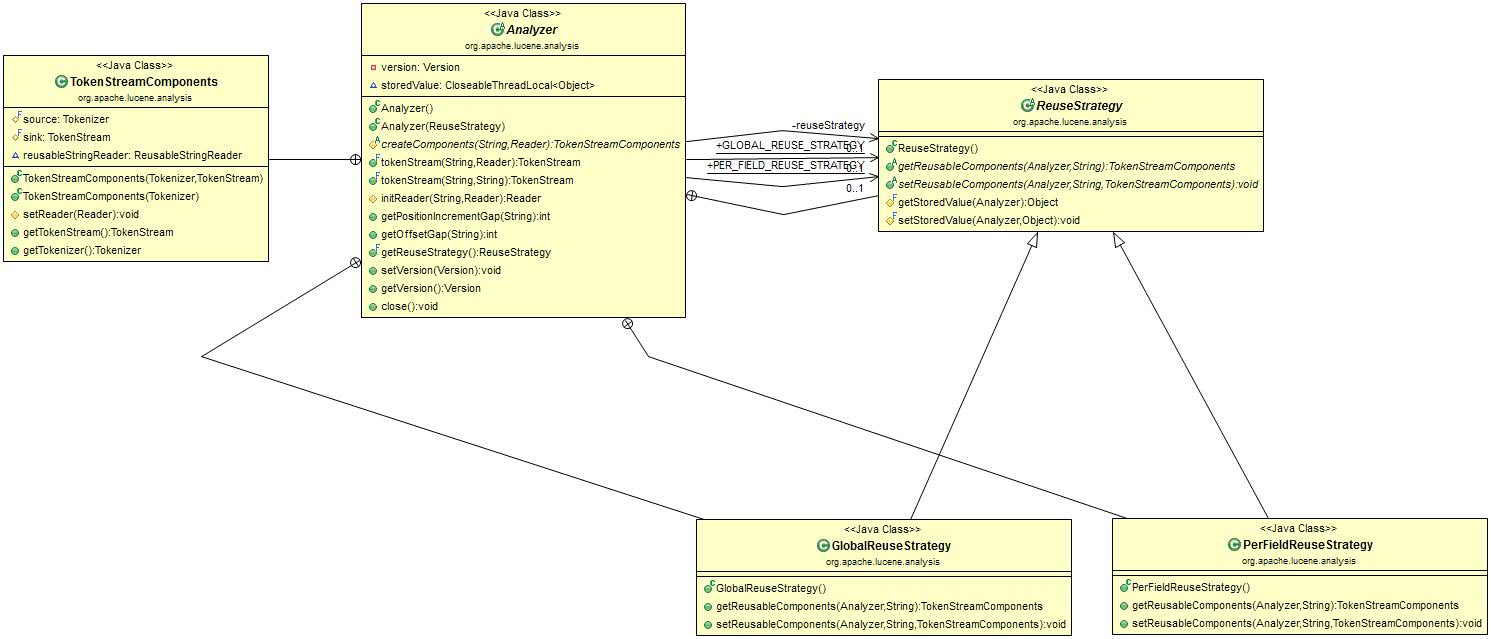 <<Java Class>>
TokenStreamComponents
org.apache.lucene.analysis
source: Tokenizer
sink: TokenStream
reusableStringReader: ReusableStringReader
TokenStreamComponents(Tokenizer,TokenStream)
TokenStreamComponents(Tokenizer)
setReader(Reader):void
getTokenStream():TokenStream
getTokenizer():Tokenizer
<<Java Class>>
Analyzer
org.apache.lucene.analysis
version: Version
storedValue: CloseableThreadLocal<Object>
Analyzer()
Analyzer(ReuseStrategy)
createComponents(String,Reader):TokenStreamComponents
tokenStream(String,Reader):TokenStream
tokenStream(String,String):TokenStream
initReader(String,Reader):Reader
getPositionIncrementGap(String):int
getOffsetGap(String):int
getReuseStrategy():ReuseStrategy
setVersion(Version):void
getVersion():Version
close():void
-reuseStrategy
+GLOBAL_REUSE_STRATEGY
0..1
+PER_FIELD_REUSE_STRATEGY
0..1
0..1
<<Java Class>>
ReuseStrategy
org.apache.lucene.analysis
ReuseStrategy()
getReusableComponents(Analyzer,String):TokenStreamComponents
setReusableComponents(Analyzer,String,TokenStreamComponents):void
getStoredValue(Analyzer):Object
setStoredValue(Analyzer,Object):void
<<Java Class>>
GlobalReuseStrategy
org.apache.lucene.analysis
GlobalReuseStrategy()
getReusableComponents(Analyzer,String):TokenStreamComponents
setReusableComponents(Analyzer,String,TokenStreamComponents):void
<<Java Class>>
PerFieldReuseStrategy
org.apache.lucene.analysis
PerFieldReuseStrategy()
getReusableComponents(Analyzer,String):TokenStreamComponents
setReusableComponents(Analyzer,String,TokenStreamComponents):void